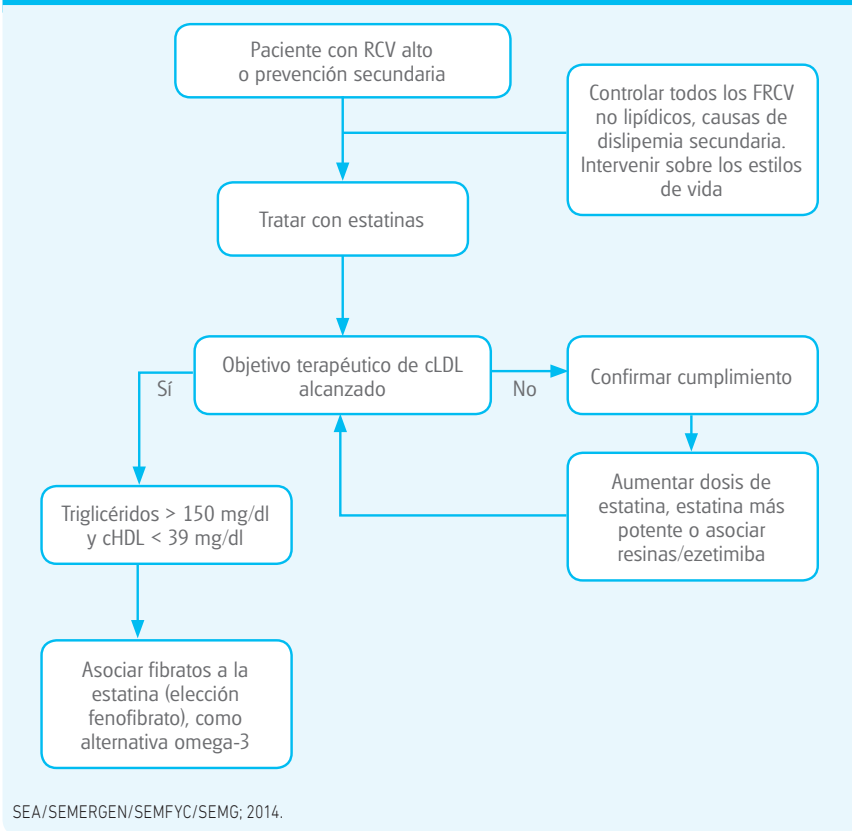 Paciente con RCV alto
o prevención secundaria
Controlar todos los FRCV
no lipídicos, causas de
dislipemia secundaria.
Intervenir sobre los estilos
de vida
Tratar con estatinas
Objetivo terapéutico de cLDL
alcanzado
Sí
No
Confirmar cumplimiento
Aumentar dosis de
estatina, estatina más
potente o asociar
resinas/ezetimiba
Triglicéridos > 150 mg/dl
y cHDL < 39 mg/dl
Asociar fibratos a la
estatina (elección
fenofibrato), como
alternativa omega-3
SEA/SEMERGEN/SEMFYC/SEMG; 2014.